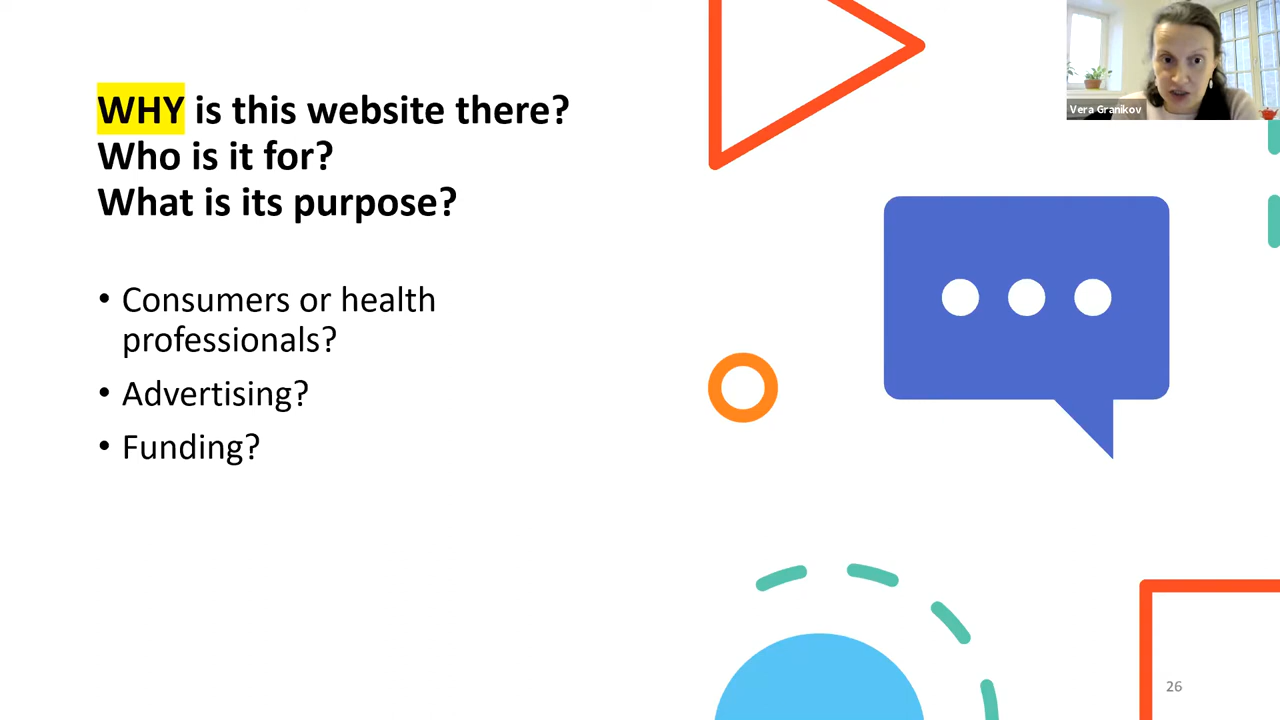 WHY is this website there?
Who is it for?
What is its purpose?
• Consumers or health
professionals?
• Advertising?
• Funding?
Vera Granikov
26